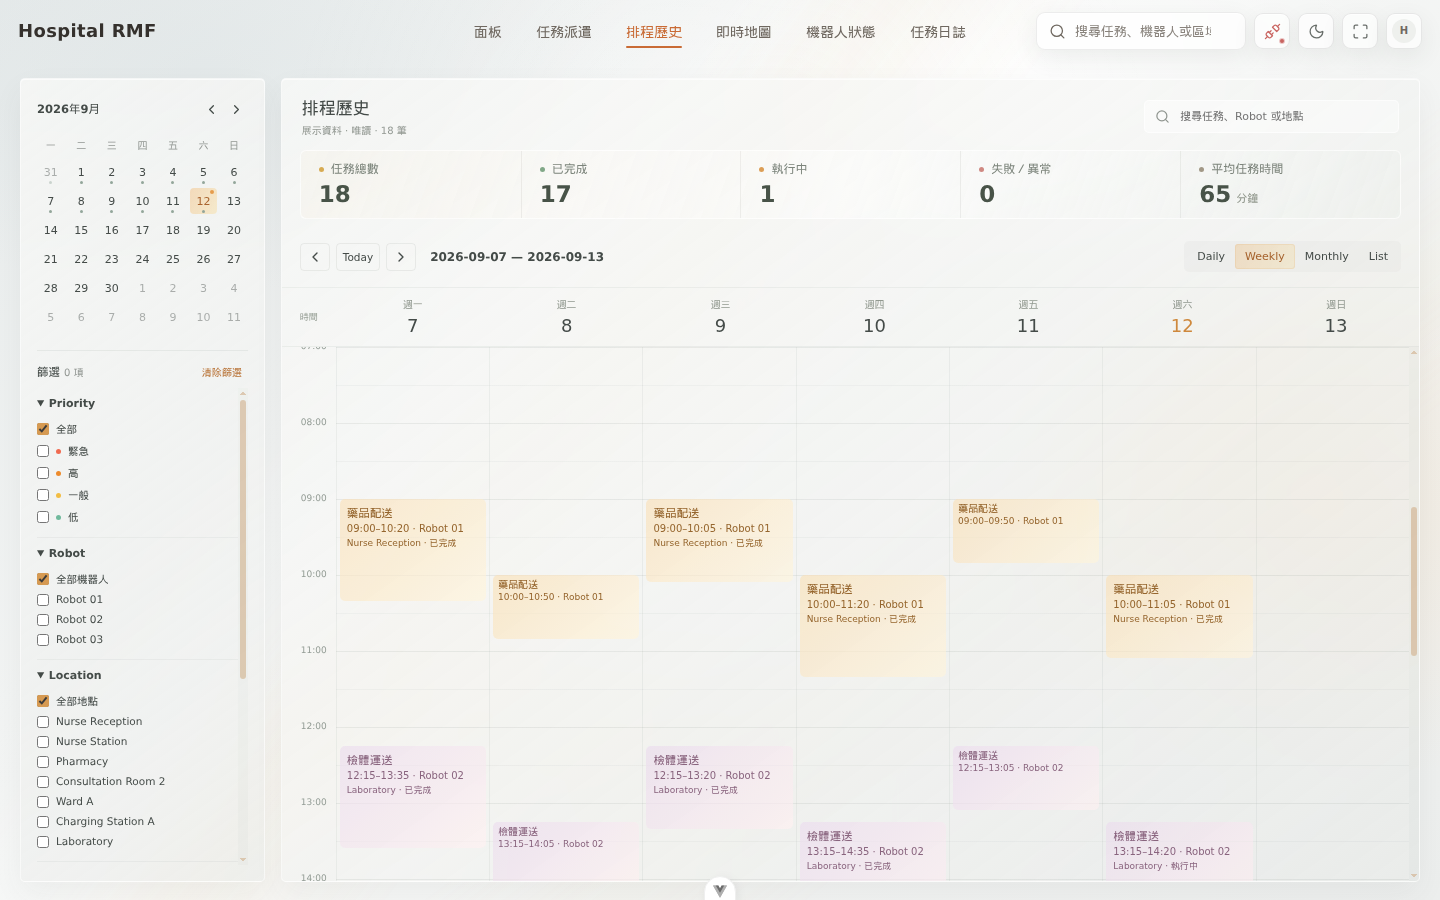 Hospital RMF
面板 任務派遣 排程歷史 即時地圖 機器人狀態 任務日誌
搜尋任務、機器人或區
H
2026年9月
一 二 三 四 五 六 日
31 1 2 3 4 5 6
7 8 9 10 11 12 13
14 15 16 17 18 19 20
21 22 23 24 25 26 27
28 29 30 1 2 3 4
5 6 7 8 9 10 11
篩選 0 項 清除篩選
▼ Priority
全部
緊急
高
一般
低
▼ Robot
全部機器人
Robot 01
Robot 02
Robot 03
▼ Location
全部地點
Nurse Reception
Nurse Station
Pharmacy
Consultation Room 2
Ward A
Charging Station A
Laboratory
排程歷史
展示資料 · 唯讀 · 18 筆
搜尋任務、Robot 或地點
任務總數 已完成 執行中 失敗 / 異常 平均任務時間
18 17 1 0 65 分鐘
Today 2026-09-07 — 2026-09-13
Daily Weekly Monthly List
時間
週一 週二 週三 週四 週五 週六 週日
7 8 9 10 11 12 13
07:00
08:00
09:00
10:00
11:00
12:00
13:00
14:00
藥品配送
09:00–10:20 · Robot 01
Nurse Reception · 已完成
檢體運送
12:15–13:35 · Robot 02
Laboratory · 已完成
藥品配送
10:00–10:50 · Robot 01
檢體運送
13:15–14:05 · Robot 02
藥品配送
09:00–10:05 · Robot 01
Nurse Reception · 已完成
檢體運送
12:15–13:20 · Robot 02
Laboratory · 已完成
藥品配送
10:00–11:20 · Robot 01
Nurse Reception · 已完成
檢體運送
13:15–14:35 · Robot 02
Laboratory · 已完成
藥品配送
09:00–09:50 · Robot 01
檢體運送
12:15–13:05 · Robot 02
藥品配送
10:00–11:05 · Robot 01
Nurse Reception · 已完成
檢體運送
13:15–14:20 · Robot 02
Laboratory · 執行中